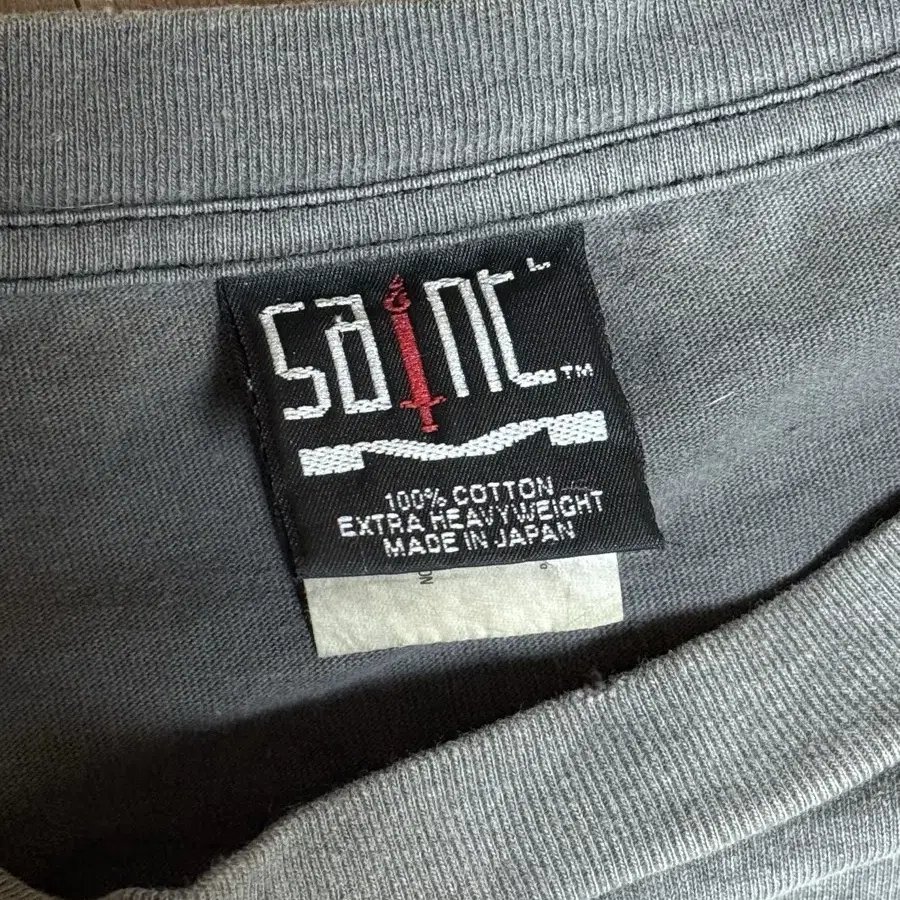 SAINT
TM
100% COTTON
EXTRA HEAVYWEIGHT
MADE IN JAPAN